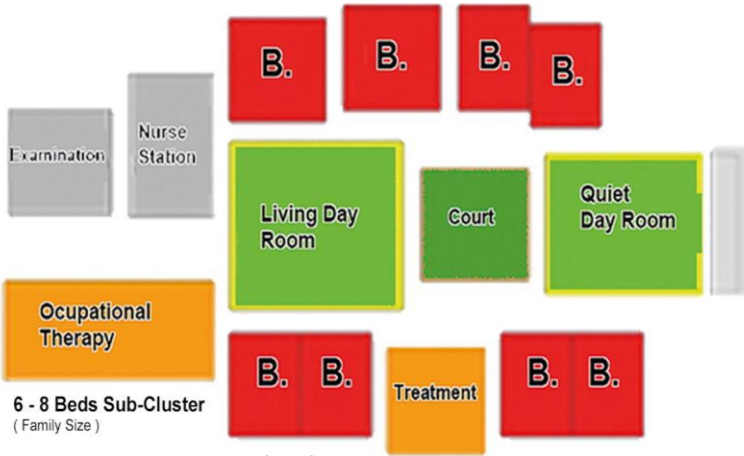 B.
B.
B.
B.
Examination
Nurse
Station
Living Day
Room
Court
Quiet
Day Room
Ocupational
Therapy
B.
B.
Treatment
B.
B.
6 - 8 Beds Sub-Cluster
( Family Size )